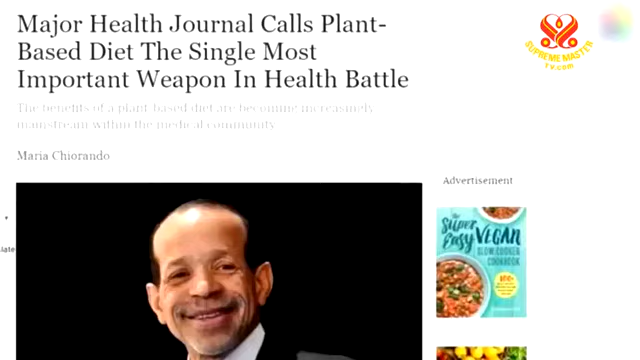 Major Health Journal Calls Plant-
Based Diet The Single Most
Important Weapon In Health Battle
The benefits of a plant-based diet are becoming increasingly
mainstream within the medical community
Maria Chiorando
Advertisement
SUPREME MASTER
TV.com
The
Super
Easy VEGAN
SLOW COOKER
COOKBOOK
100